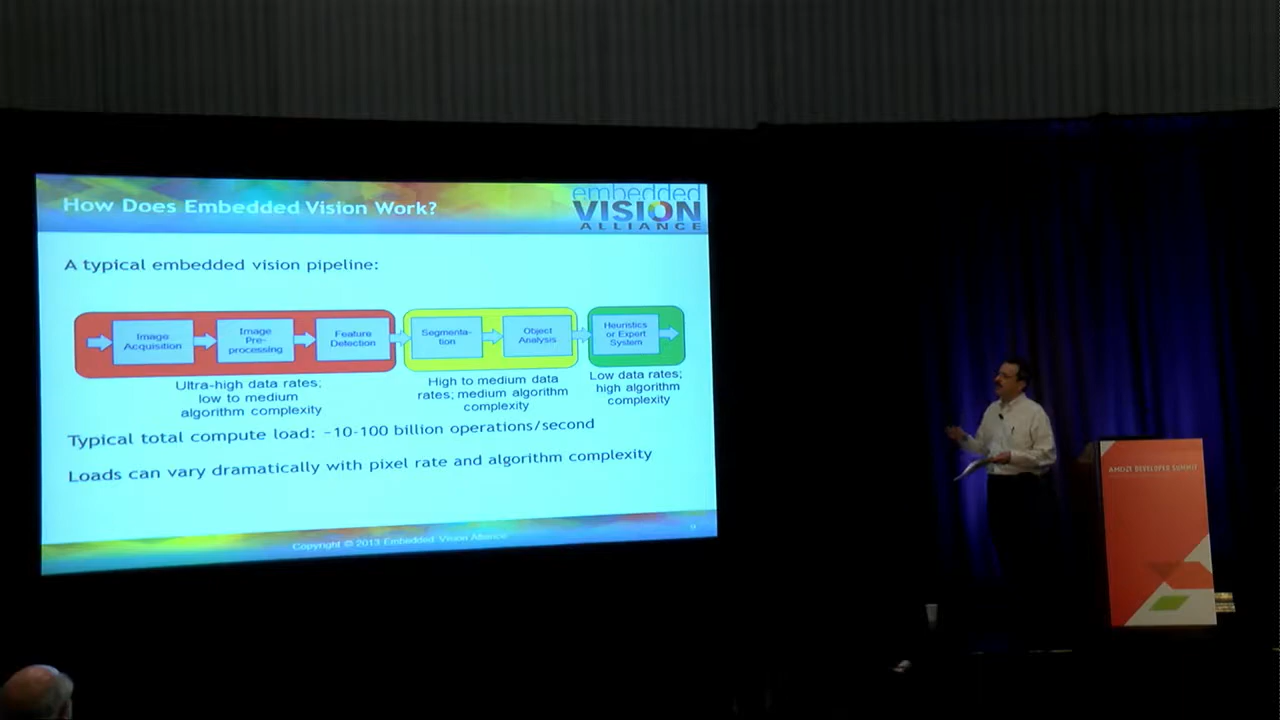 How Does Embedded Vision Work?
embedded
VISION
ALLIANCE
A typical embedded vision pipeline:
Image
Acquisition
Image
Pre-
processing
Feature
Detection
Segmenta-
tion
Object
Analysis
Heuristics
or Expert
System
Ultra-high data rates;
low to medium
algorithm complexity
High to medium data
rates; medium algorithm
complexity
Low data rates;
high algorithm
complexity
Typical total compute load: ~10-100 billion operations/second
Loads can vary dramatically with pixel rate and algorithm complexity
Copyright © 2013 Embedded Vision Alliance
9
AMD21 DEVELOPER SUMMIT